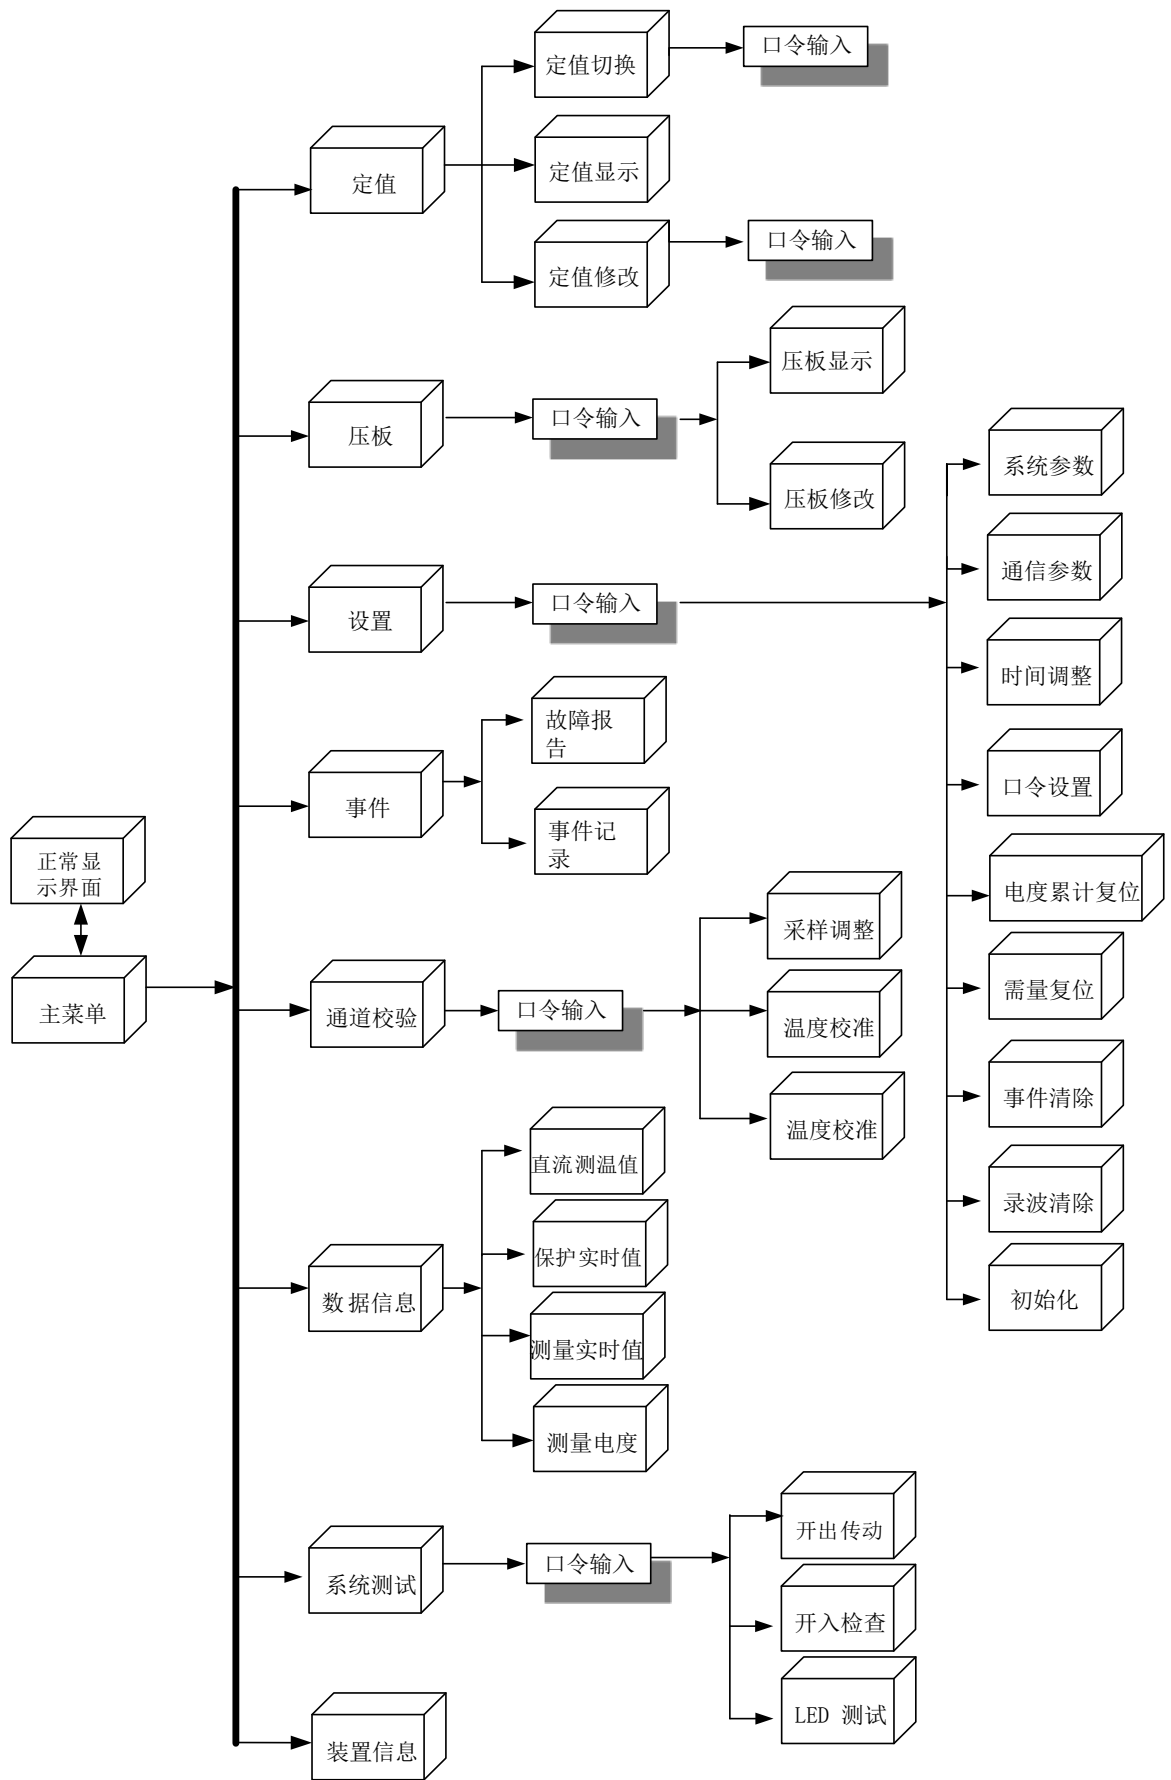 定值切换
口令输入
定值
定值显示
定值修改
口令输入
压板
口令输入
压板显示
压板修改
设置
口令输入
系统参数
通信参数
时间调整
口令设置
电度累计复位
需量复位
事件清除
录波清除
初始化
事件
故障报
告
事件记
录
正常显
示界面
主菜单
通道校验
口令输入
采样调整
温度校准
温度校准
数据信息
直流测温值
保护实时值
测量实时值
测量电度
系统测试
口令输入
开出传动
开入检查
LED 测试
装置信息